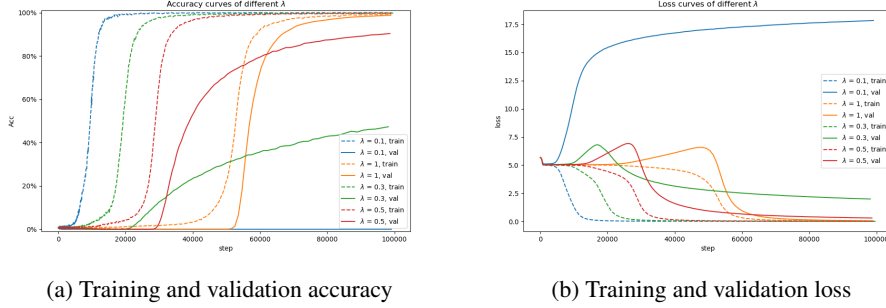 Accuracy curves of different λ
100%
80%
60%
40%
20%
0%
Acc
0
20000
40000
60000
80000
100000
step
λ = 0.1, train
λ = 0.1, val
λ = 1, train
λ = 1, val
λ = 0.3, train
λ = 0.3, val
λ = 0.5, train
λ = 0.5, val
(a) Training and validation accuracy
Loss curves of different λ
17.5
15.0
12.5
10.0
7.5
5.0
2.5
0.0
loss
0
20000
40000
60000
80000
100000
step
λ = 0.1, train
λ = 0.1, val
λ = 1, train
λ = 1, val
λ = 0.3, train
λ = 0.3, val
λ = 0.5, train
λ = 0.5, val
(b) Training and validation loss